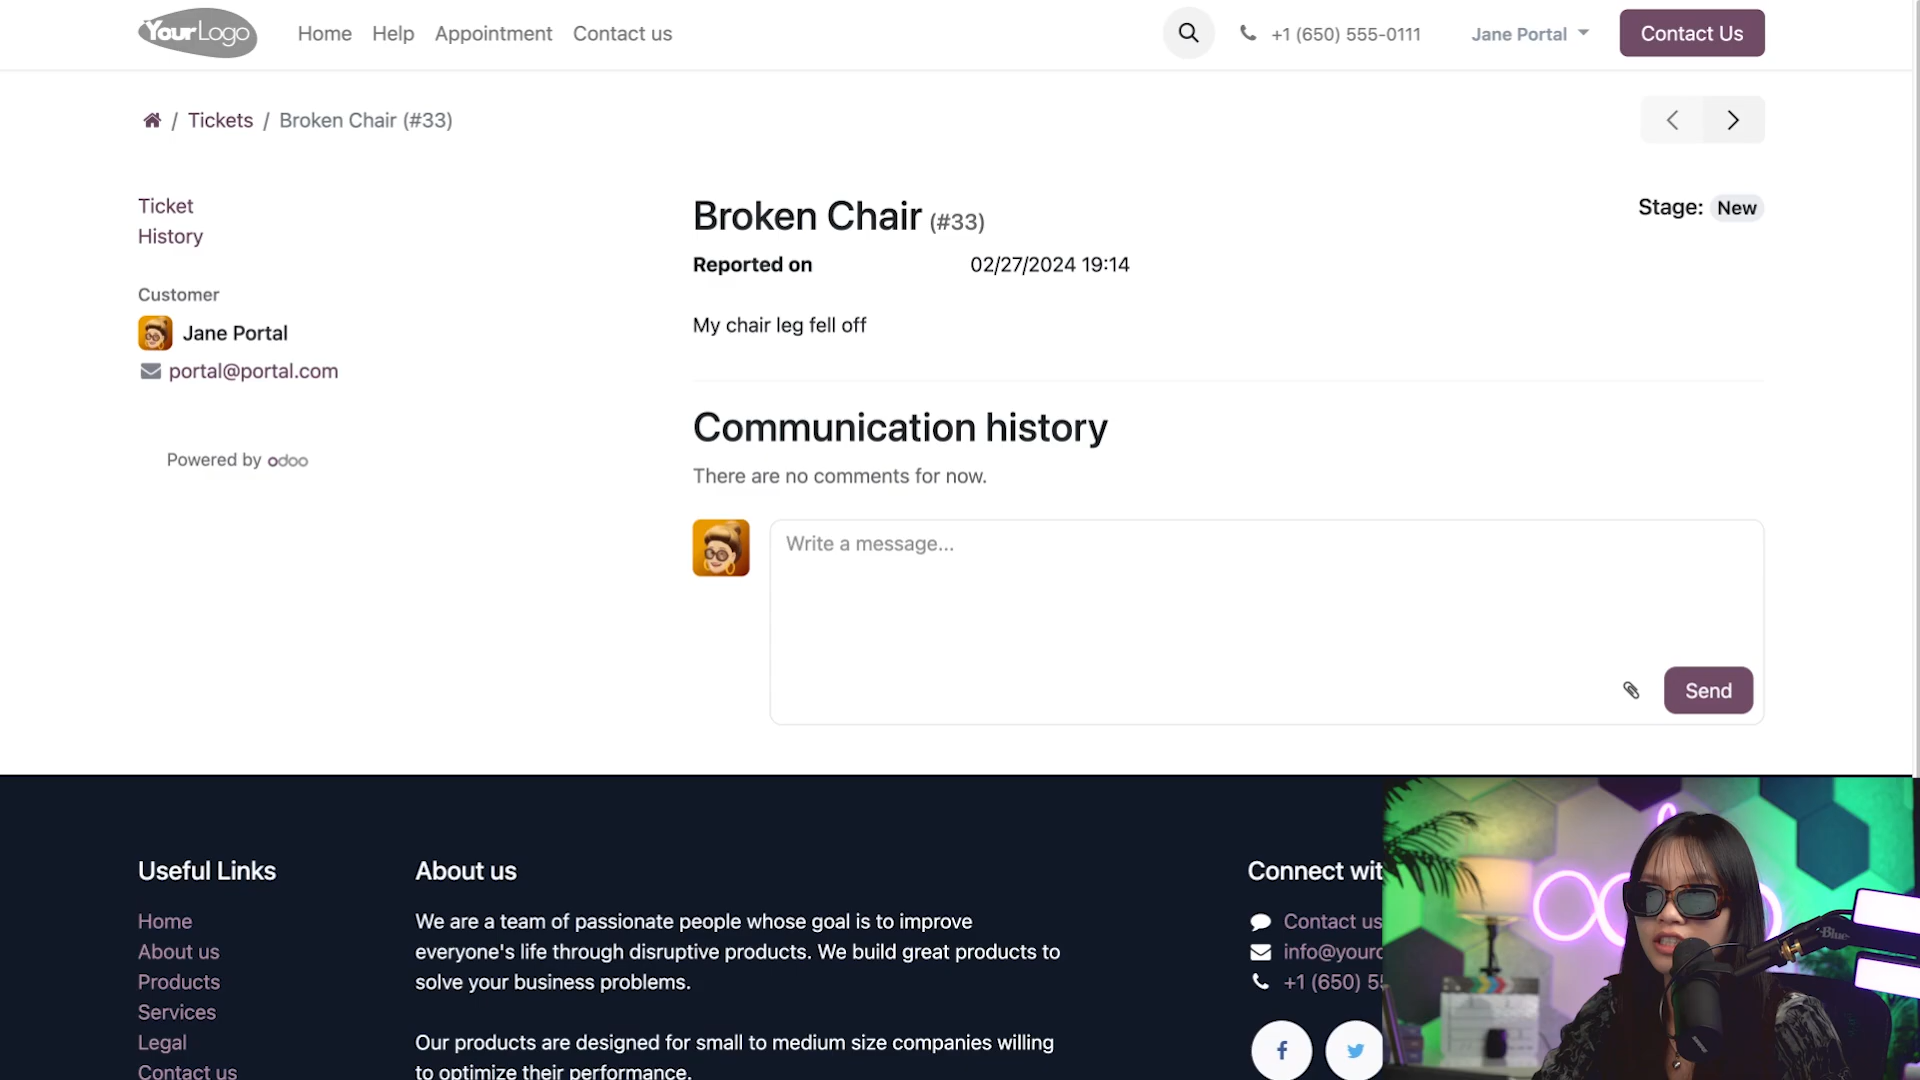 YourLogo
Home Help Appointment Contact us
+1 (650) 555-0111
Jane Portal
Contact Us
/ Tickets / Broken Chair (#33)
Ticket
History
Customer
Jane Portal
portal@portal.com
Powered by odoo
Broken Chair (#33)
Stage: New
Reported on 02/27/2024 19:14
My chair leg fell off
Communication history
There are no comments for now.
Write a message...
Send
Useful Links
Home
About us
Products
Services
Legal
Contact us
About us
We are a team of passionate people whose goal is to improve
everyone's life through disruptive products. We build great products to
solve your business problems.
Our products are designed for small to medium size companies willing
to optimize their performance.
Connect wit
Contact us
info@yourc
+1 (650) 5
Blue